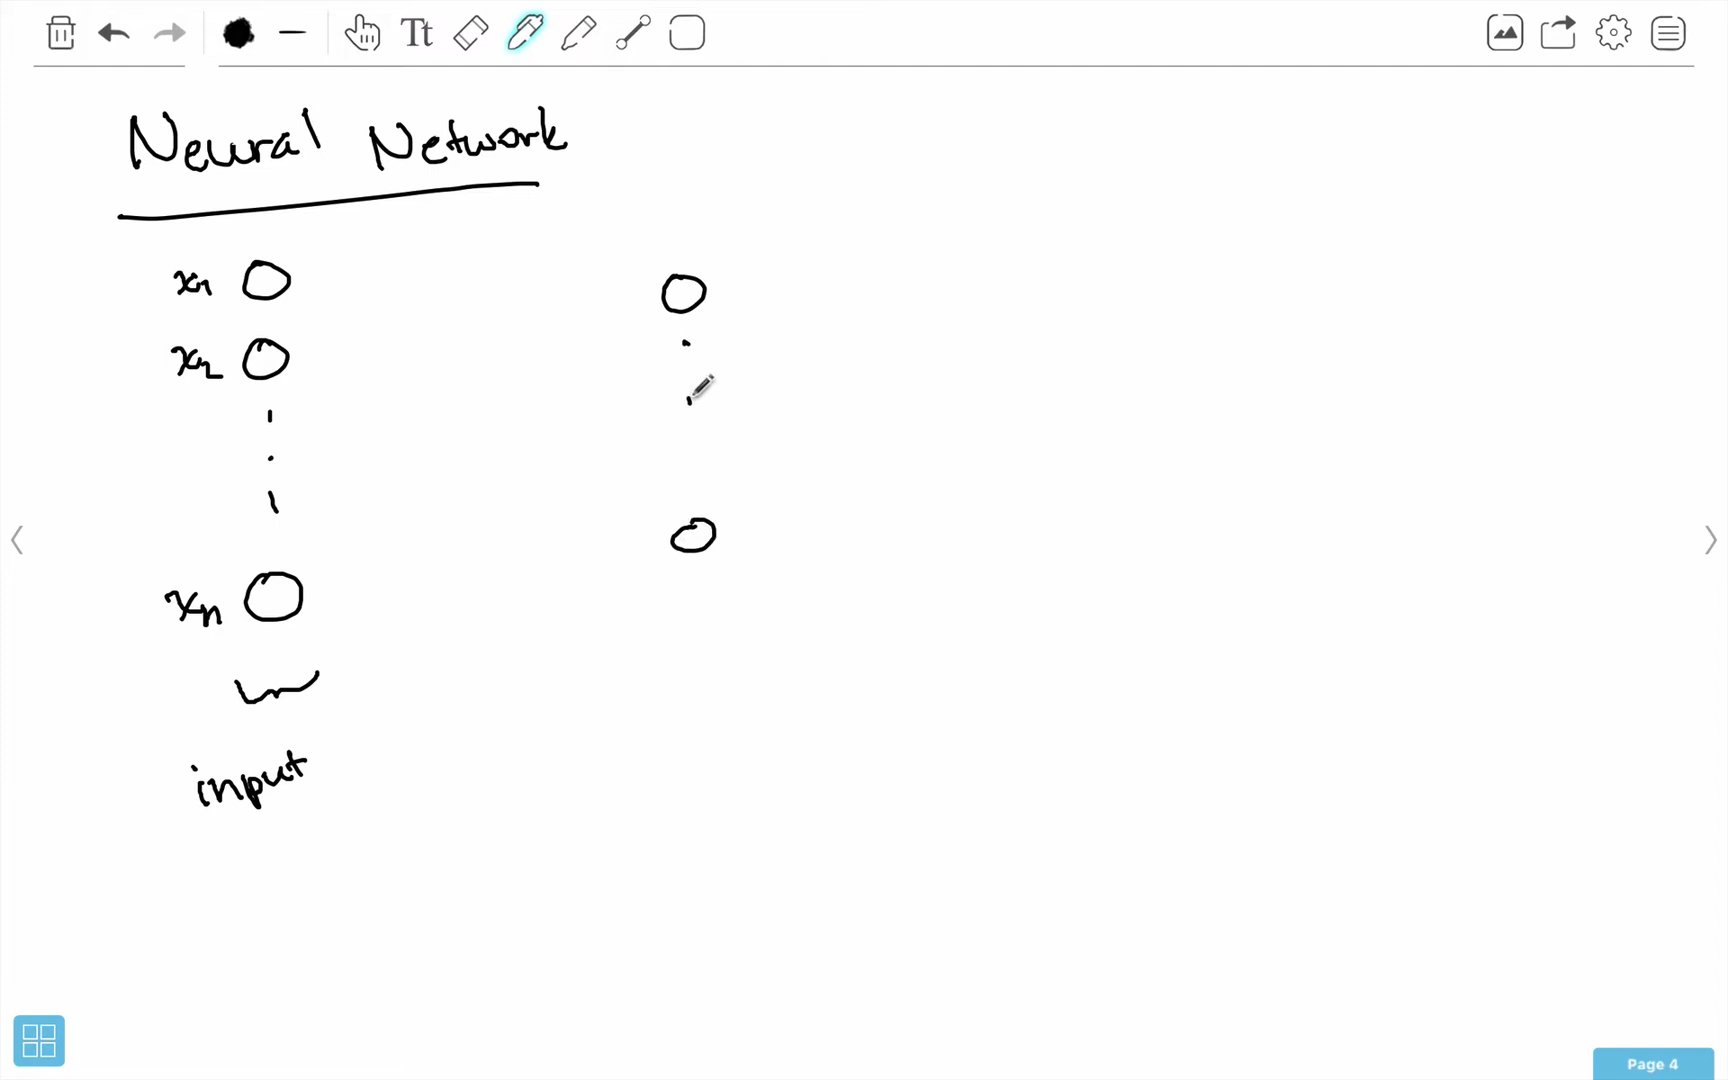 Tt
Neural Network
x1
x2
xn
input
Page 4